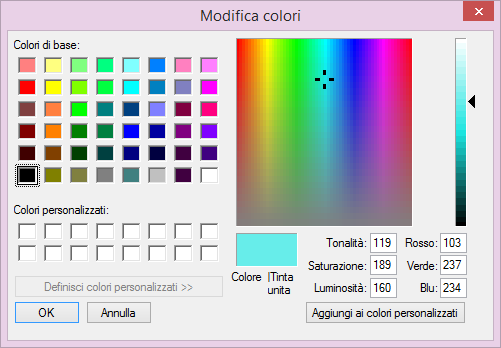 Modifica colori
Colori di base:
Colori personalizzati:
Definisci colori personalizzati >>
OK
Annulla
Colore |Tinta
unita
Tonalità: 119
Saturazione: 189
Luminosità: 160
Rosso: 103
Verde: 237
Blu: 234
Aggiungi ai colori personalizzati